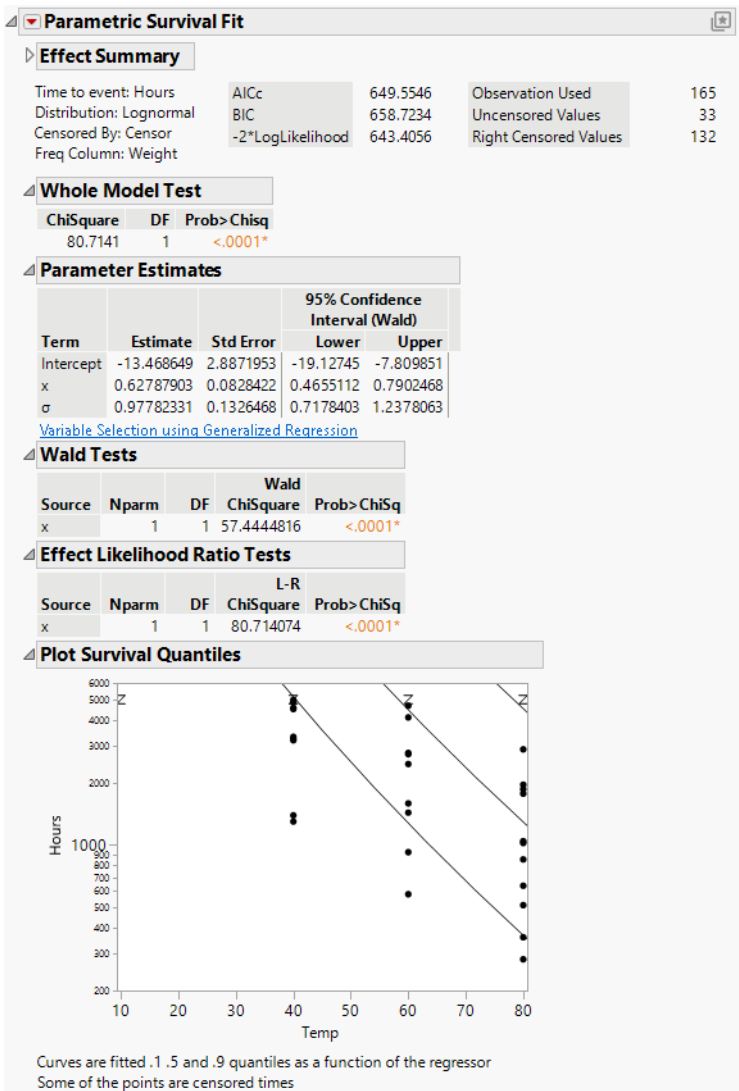 Parametric Survival Fit
Effect Summary
Time to event: Hours
Distribution: Lognormal
Censored By: Censor
Freq Column: Weight
AICc 649.5546
BIC 658.7234
-2*LogLikelihood 643.4056
Observation Used 165
Uncensored Values 33
Right Censored Values 132
Whole Model Test
ChiSquare DF Prob>Chisq
80.7141 1 <.0001*
Parameter Estimates
95% Confidence
Interval (Wald)
Term Estimate Std Error Lower Upper
Intercept -13.468649 2.8871953 -19.12745 -7.809851
x 0.62787903 0.0828422 0.4655112 0.7902468
σ 0.97782331 0.1326468 0.7178403 1.2378063
Variable Selection using Generalized Regression
Wald Tests
Wald
Source Nparm DF ChiSquare Prob>ChiSq
x 1 1 57.4444816 <.0001*
Effect Likelihood Ratio Tests
L-R
Source Nparm DF ChiSquare Prob>ChiSq
x 1 1 80.714074 <.0001*
Plot Survival Quantiles
6000
5000
4000
3000
2000
1000
900
800
700
600
500
400
300
200
Hours
10 20 30 40 50 60 70 80
Temp
Curves are fitted .1 .5 and .9 quantiles as a function of the regressor
Some of the points are censored times